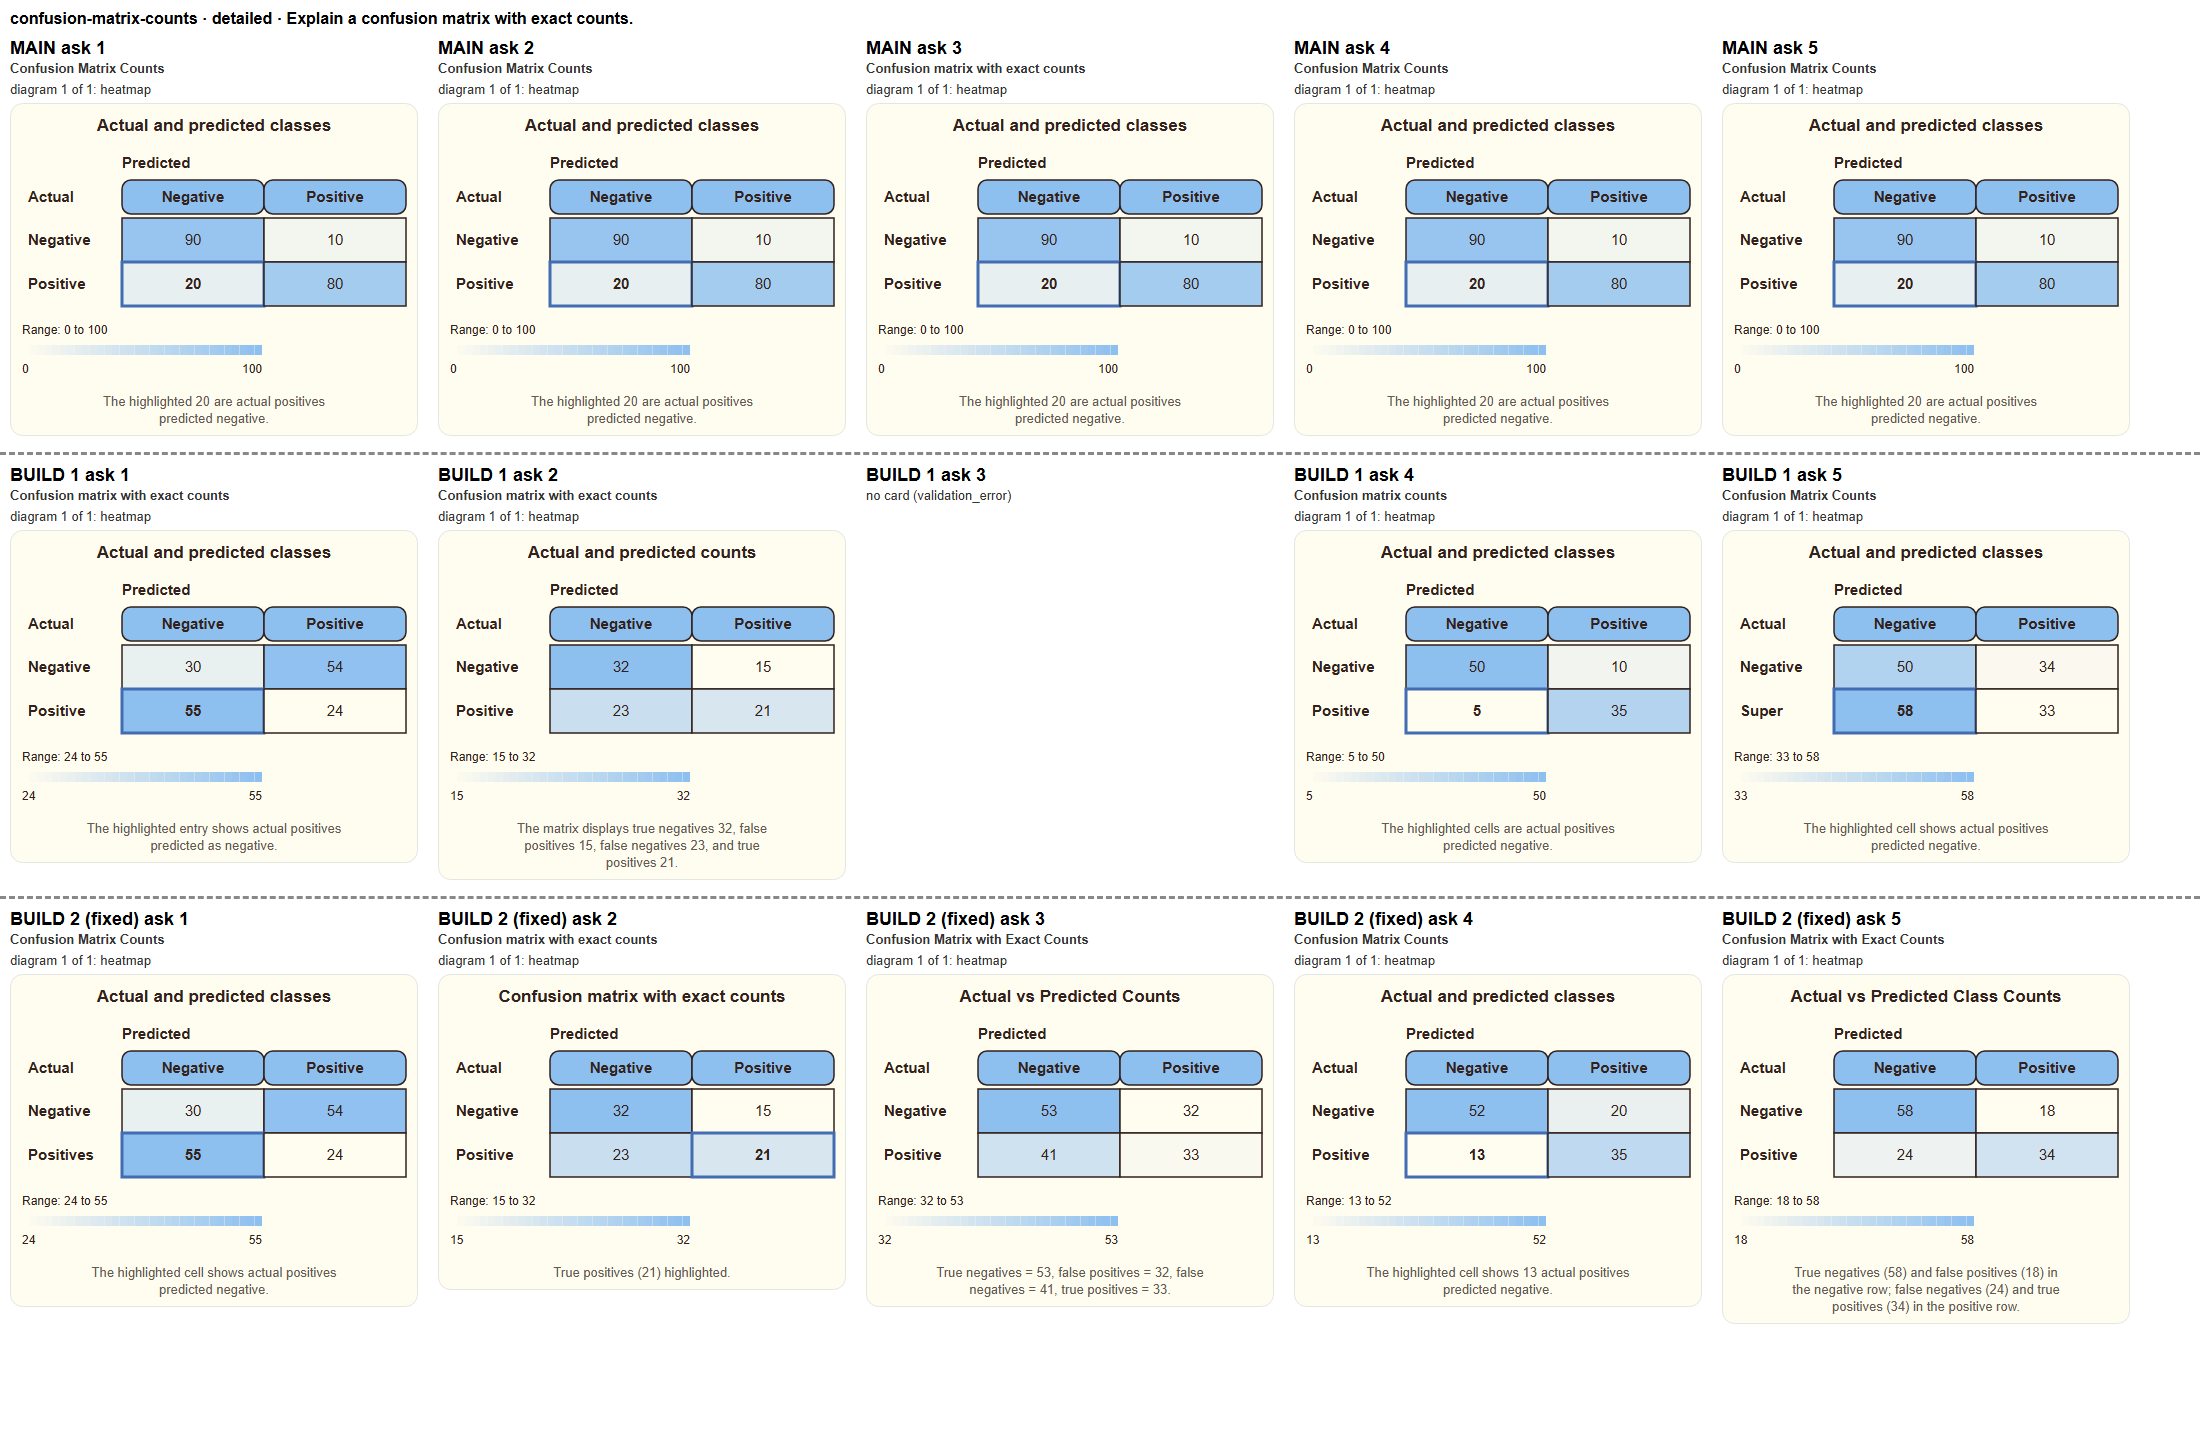 confusion-matrix-counts · detailed · Explain a confusion matrix with exact counts.
MAIN ask 1
Confusion Matrix Counts
diagram 1 of 1: heatmap
Actual and predicted classes
Predicted
Actual Negative Positive
Negative 90 10
Positive 20 80
Range: 0 to 100
0 100
The highlighted 20 are actual positives
predicted negative.
MAIN ask 2
Confusion Matrix Counts
diagram 1 of 1: heatmap
Actual and predicted classes
Predicted
Actual Negative Positive
Negative 90 10
Positive 20 80
Range: 0 to 100
0 100
The highlighted 20 are actual positives
predicted negative.
MAIN ask 3
Confusion matrix with exact counts
diagram 1 of 1: heatmap
Actual and predicted classes
Predicted
Actual Negative Positive
Negative 90 10
Positive 20 80
Range: 0 to 100
0 100
The highlighted 20 are actual positives
predicted negative.
MAIN ask 4
Confusion Matrix Counts
diagram 1 of 1: heatmap
Actual and predicted classes
Predicted
Actual Negative Positive
Negative 90 10
Positive 20 80
Range: 0 to 100
0 100
The highlighted 20 are actual positives
predicted negative.
MAIN ask 5
Confusion Matrix Counts
diagram 1 of 1: heatmap
Actual and predicted classes
Predicted
Actual Negative Positive
Negative 90 10
Positive 20 80
Range: 0 to 100
0 100
The highlighted 20 are actual positives
predicted negative.
BUILD 1 ask 1
Confusion matrix with exact counts
diagram 1 of 1: heatmap
Actual and predicted classes
Predicted
Actual Negative Positive
Negative 30 54
Positive 55 24
Range: 24 to 55
24 55
The highlighted entry shows actual positives
predicted as negative.
BUILD 1 ask 2
Confusion matrix with exact counts
diagram 1 of 1: heatmap
Actual and predicted counts
Predicted
Actual Negative Positive
Negative 32 15
Positive 23 21
Range: 15 to 32
15 32
The matrix displays true negatives 32, false
positives 15, false negatives 23, and true
positives 21.
BUILD 1 ask 3
no card (validation_error)
BUILD 1 ask 4
Confusion matrix counts
diagram 1 of 1: heatmap
Actual and predicted classes
Predicted
Actual Negative Positive
Negative 50 10
Positive 5 35
Range: 5 to 50
5 50
The highlighted cells are actual positives
predicted negative.
BUILD 1 ask 5
Confusion Matrix Counts
diagram 1 of 1: heatmap
Actual and predicted classes
Predicted
Actual Negative Positive
Negative 50 34
Super 58 33
Range: 33 to 58
33 58
The highlighted cell shows actual positives
predicted negative.
BUILD 2 (fixed) ask 1
Confusion Matrix Counts
diagram 1 of 1: heatmap
Actual and predicted classes
Predicted
Actual Negative Positive
Negative 30 54
Positives 55 24
Range: 24 to 55
24 55
The highlighted cell shows actual positives
predicted negative.
BUILD 2 (fixed) ask 2
Confusion matrix with exact counts
diagram 1 of 1: heatmap
Confusion matrix with exact counts
Predicted
Actual Negative Positive
Negative 32 15
Positive 23 21
Range: 15 to 32
15 32
True positives (21) highlighted.
BUILD 2 (fixed) ask 3
Confusion Matrix with Exact Counts
diagram 1 of 1: heatmap
Actual vs Predicted Counts
Predicted
Actual Negative Positive
Negative 53 32
Positive 41 33
Range: 32 to 53
32 53
True negatives = 53, false positives = 32, false
negatives = 41, true positives = 33.
BUILD 2 (fixed) ask 4
Confusion Matrix Counts
diagram 1 of 1: heatmap
Actual and predicted classes
Predicted
Actual Negative Positive
Negative 52 20
Positive 13 35
Range: 13 to 52
13 52
The highlighted cell shows 13 actual positives
predicted negative.
BUILD 2 (fixed) ask 5
Confusion Matrix with Exact Counts
diagram 1 of 1: heatmap
Actual vs Predicted Class Counts
Predicted
Actual Negative Positive
Negative 58 18
Positive 24 34
Range: 18 to 58
18 58
True negatives (58) and false positives (18) in
the negative row; false negatives (24) and true
positives (34) in the positive row.